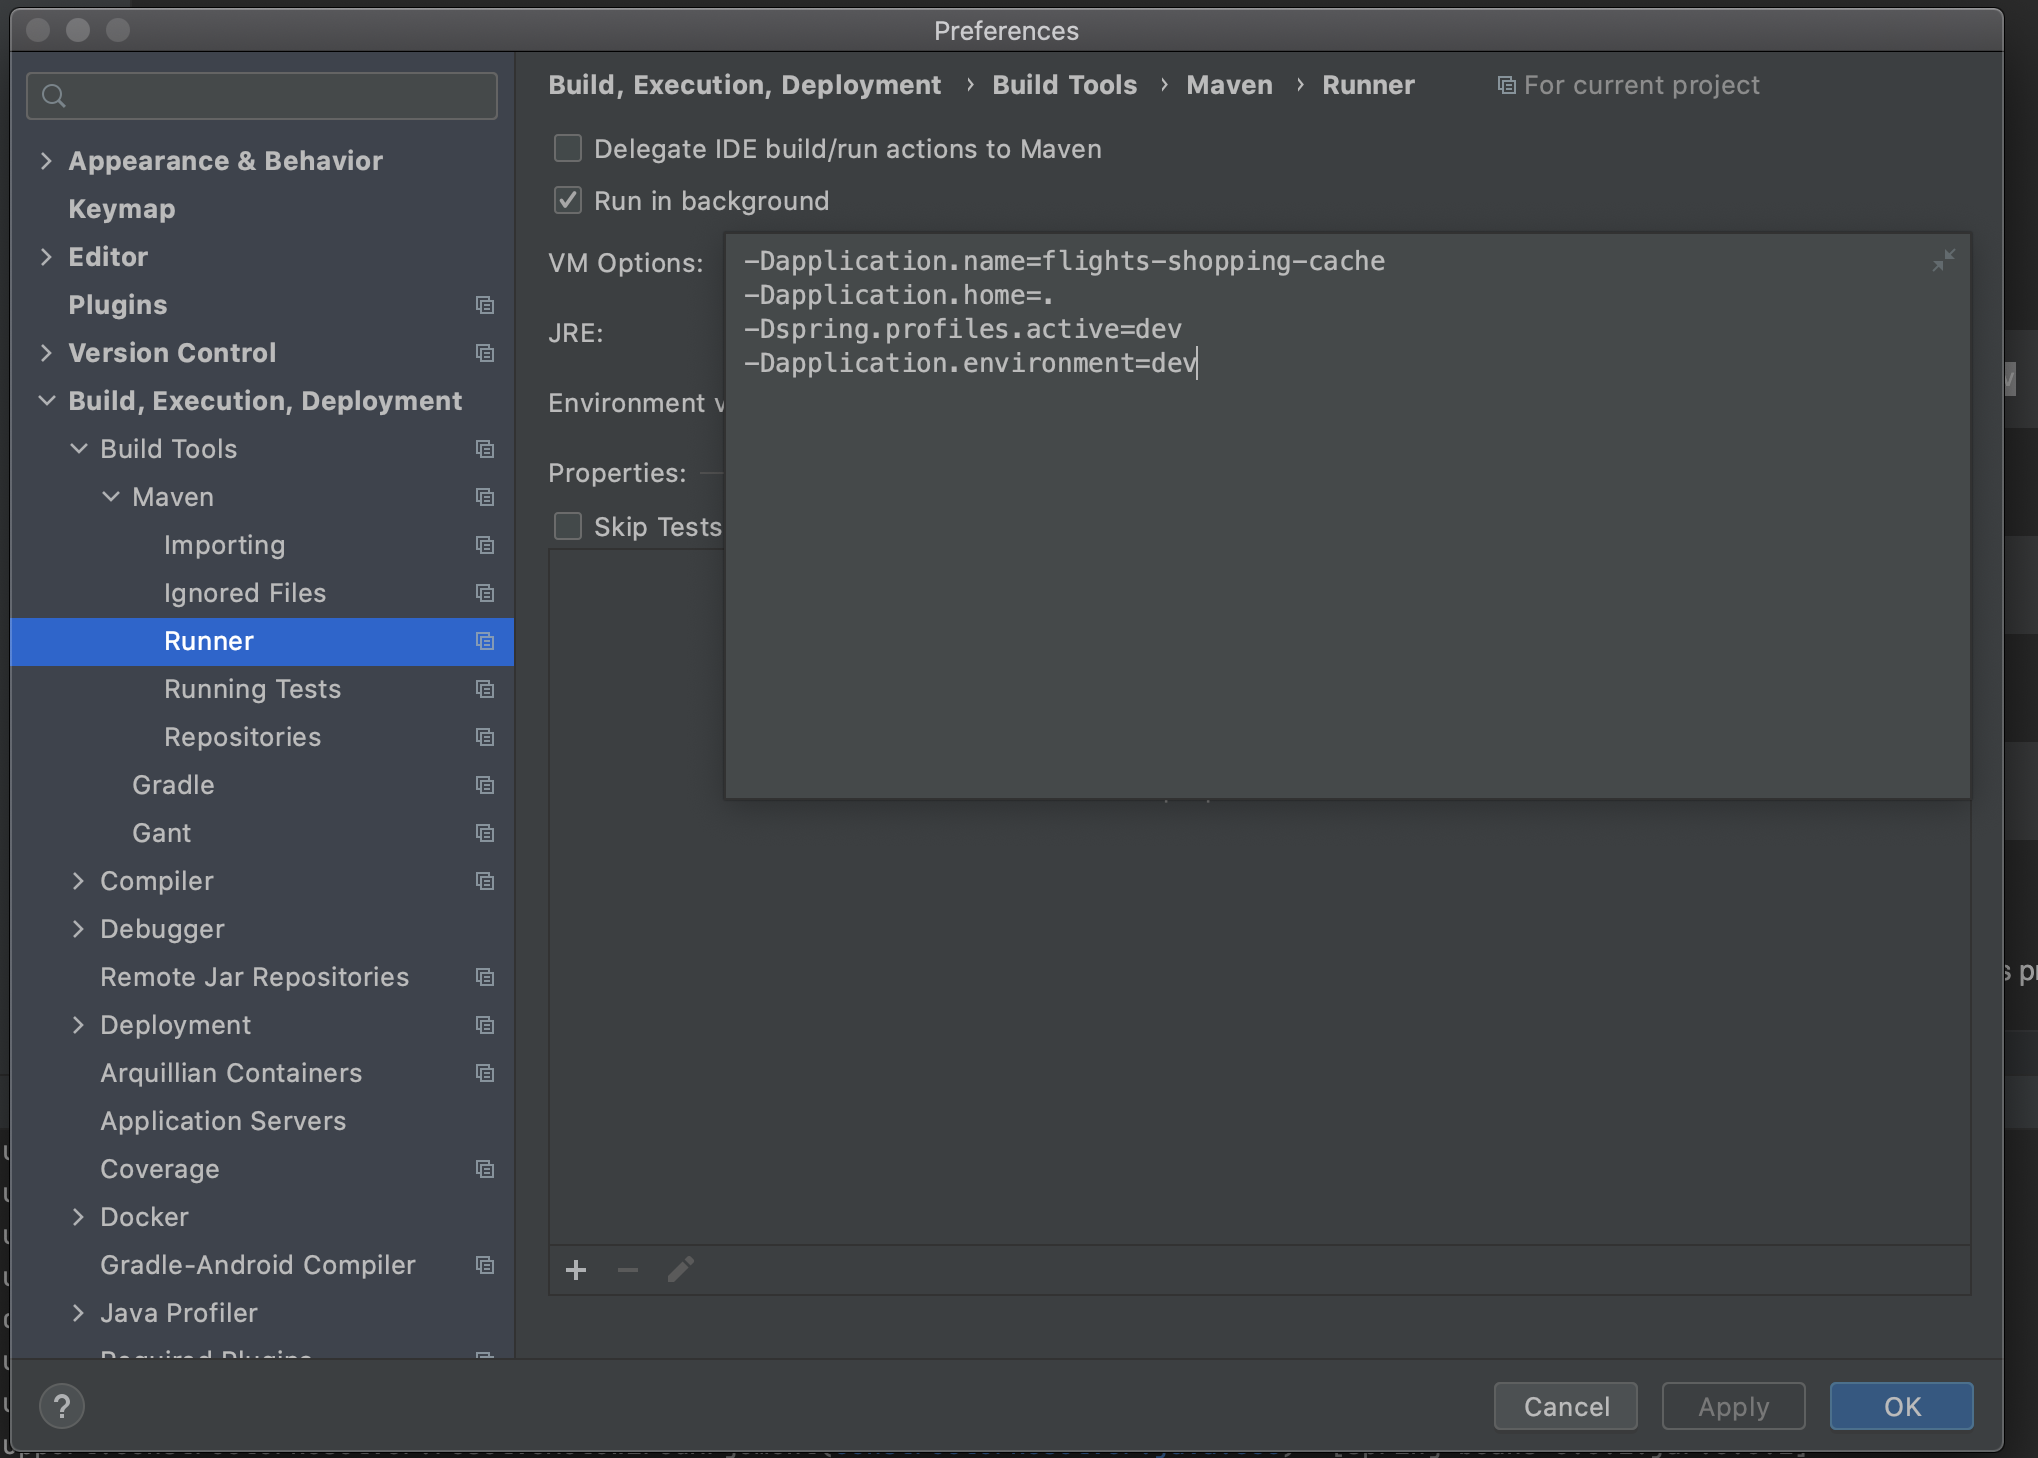 Preferences
Appearance & Behavior
Keymap
Editor
Plugins
Version Control
Build, Execution, Deployment
Build Tools
Maven
Importing
Ignored Files
Runner
Running Tests
Repositories
Gradle
Gant
Compiler
Debugger
Remote Jar Repositories
Deployment
Arquillian Containers
Application Servers
Coverage
Docker
Gradle-Android Compiler
Java Profiler
Required Plugins
Build, Execution, Deployment › Build Tools › Maven › Runner For current project
Delegate IDE build/run actions to Maven
Run in background
VM Options:
-Dapplication.name=flights-shopping-cache
-Dapplication.home=.
-Dspring.profiles.active=dev
-Dapplication.environment=dev
JRE:
Environment v
Properties:
Skip Tests
? Cancel Apply OK